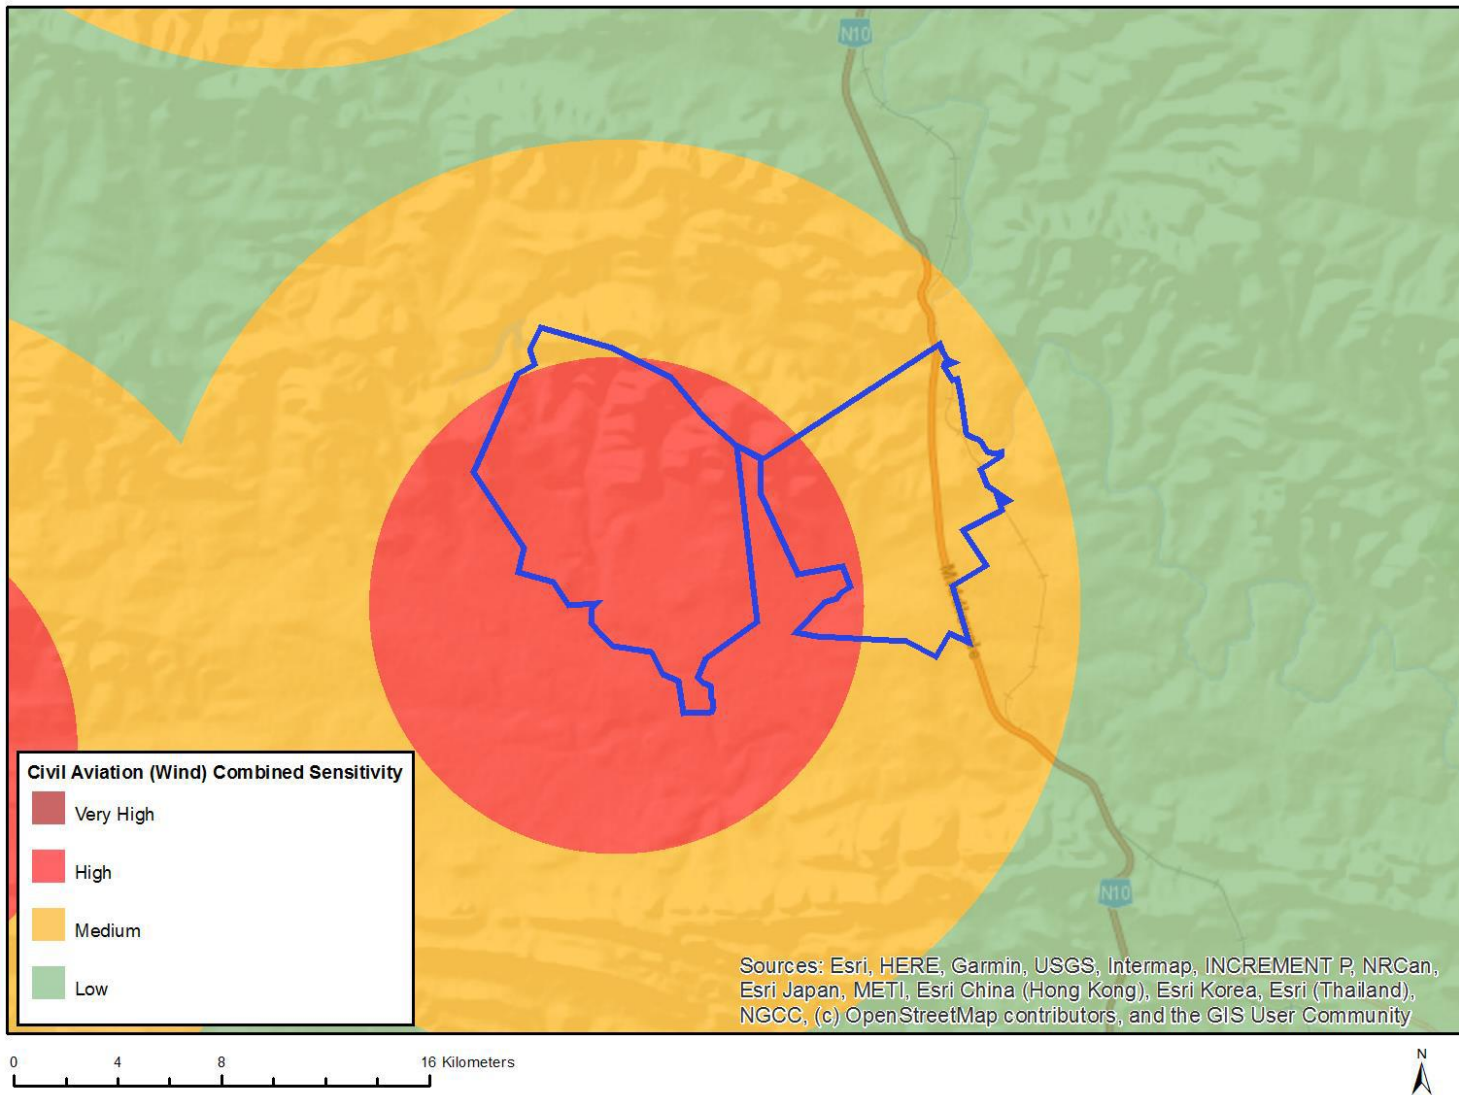 N10
N10
Civil Aviation (Wind) Combined Sensitivity
Very High
High
Medium
Low
Sources: Esri, HERE, Garmin, USGS, Intermap, INCREMENT P, NRCan,
Esri Japan, METI, Esri China (Hong Kong), Esri Korea, Esri (Thailand),
NGCC, (c) OpenStreetMap contributors, and the GIS User Community
0 4 8 16 Kilometers
N